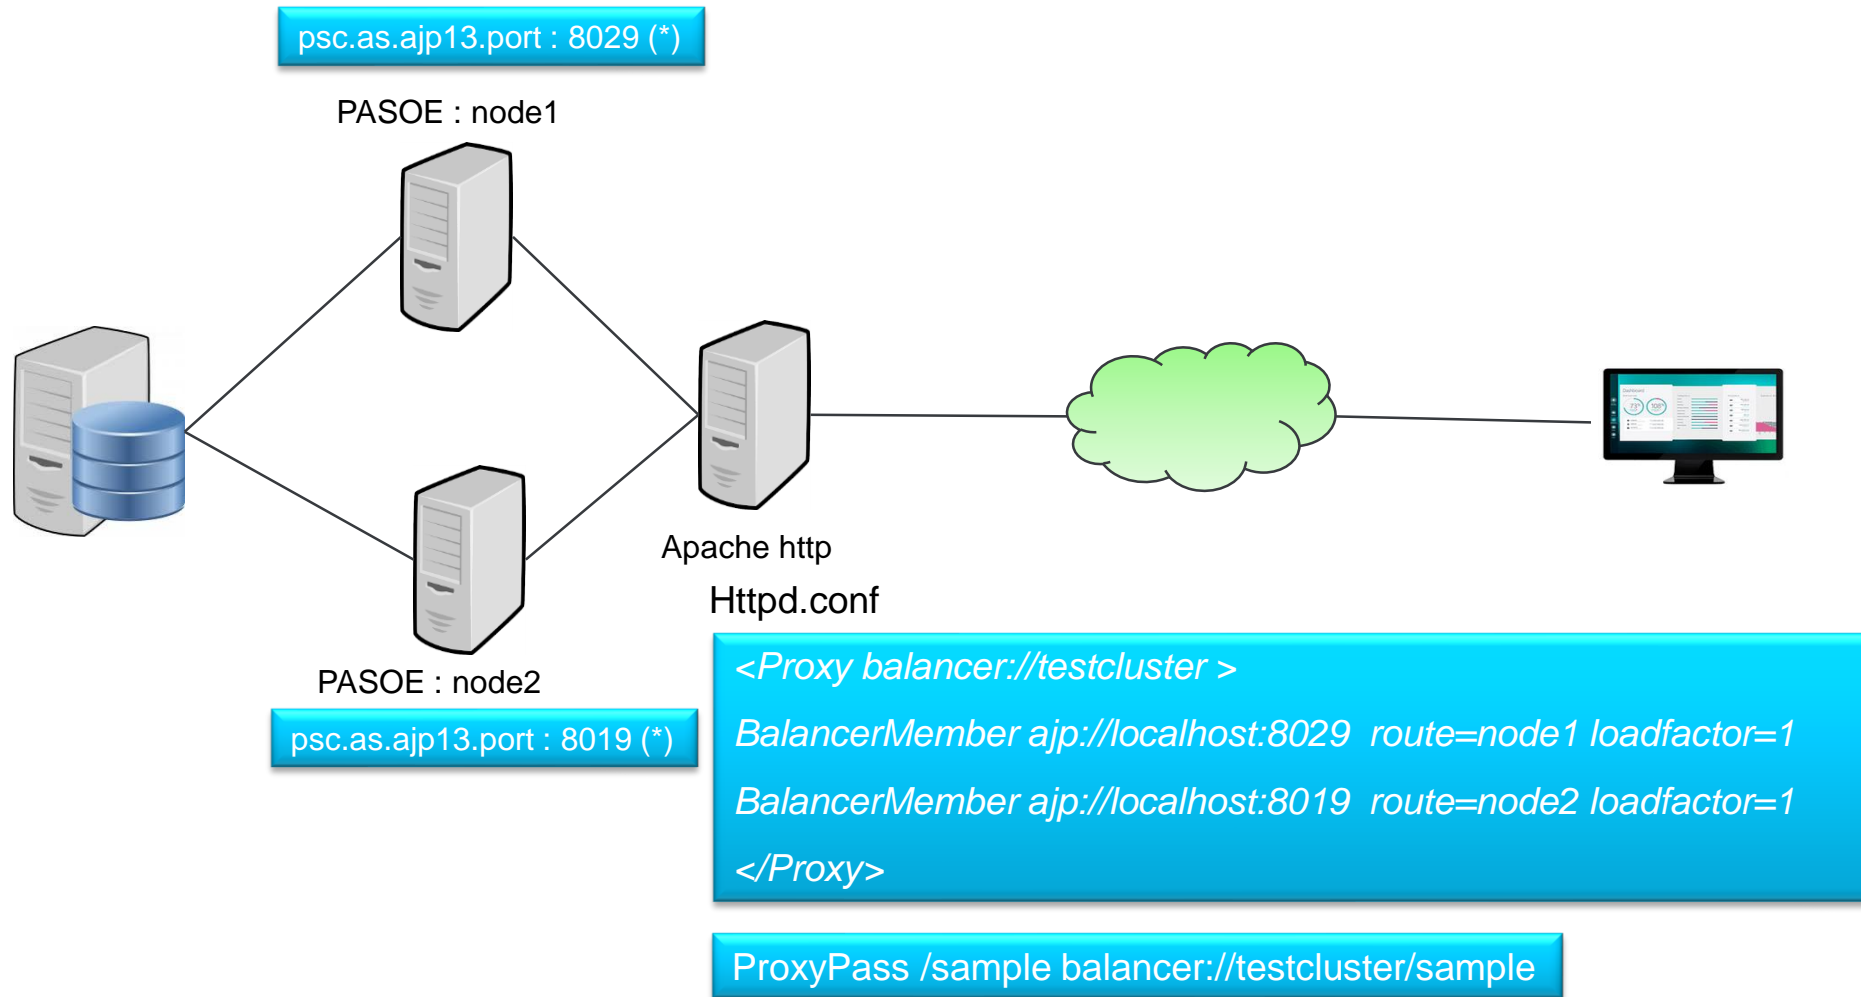 psc.as.ajp13.port : 8029 (*)
PASOE : node1
Apache http
Httpd.conf
PASOE : node2
psc.as.ajp13.port : 8019 (*)
<Proxy balancer://testcluster >
BalancerMember ajp://localhost:8029  route=node1 loadfactor=1
BalancerMember ajp://localhost:8019  route=node2 loadfactor=1
</Proxy>
ProxyPass /sample balancer://testcluster/sample